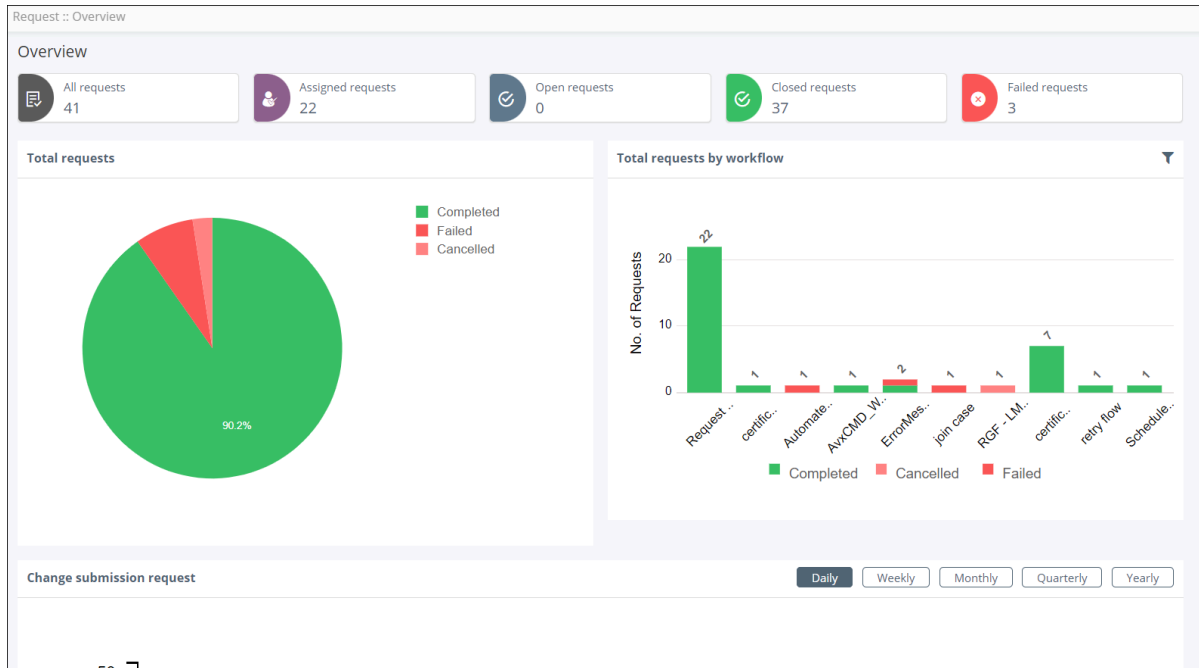 Request :: Overview
Overview
All requests
41
Assigned requests
22
Open requests
0
Closed requests
37
Failed requests
3
Total requests
Completed
Failed
Cancelled
90.2%
Total requests by workflow
No. of Requests
20
10
0
22
1
1
1
2
1
1
7
1
1
Request ..
certific..
Automate..
AvxCMD_W..
ErrorMes..
join case
RGF - LM..
certific..
retry flow
Schedule..
Completed Cancelled Failed
Change submission request
Daily Weekly Monthly Quarterly Yearly